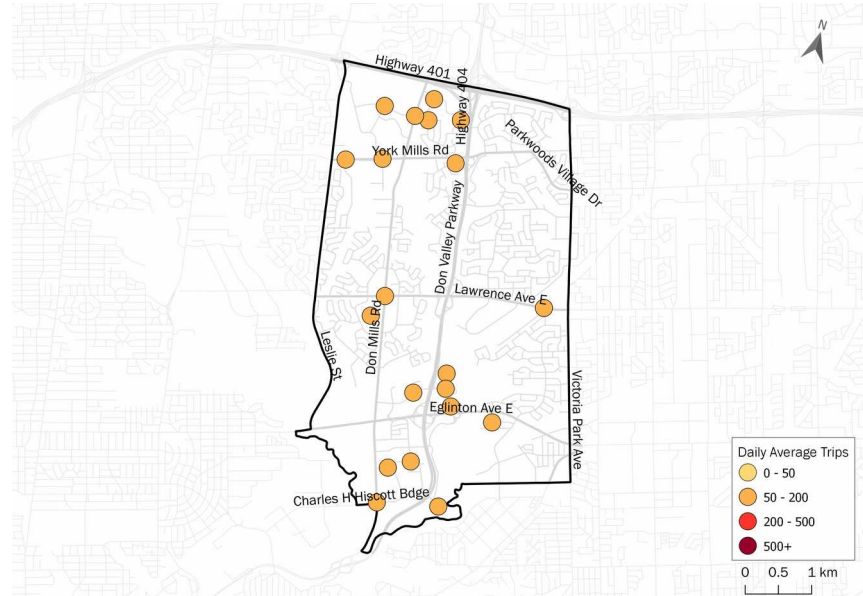 N
Highway 401
Highway 404
York Mills Rd
Parkwoods Village Dr
Don Valley Parkway
Lawrence Ave E
Don Mills Rd
Leslie St
Victoria Park Ave
Eglinton Ave E
Charles H Hiscott Bdge
Daily Average Trips
0 - 50
50 - 200
200 - 500
500+
0 0.5 1 km